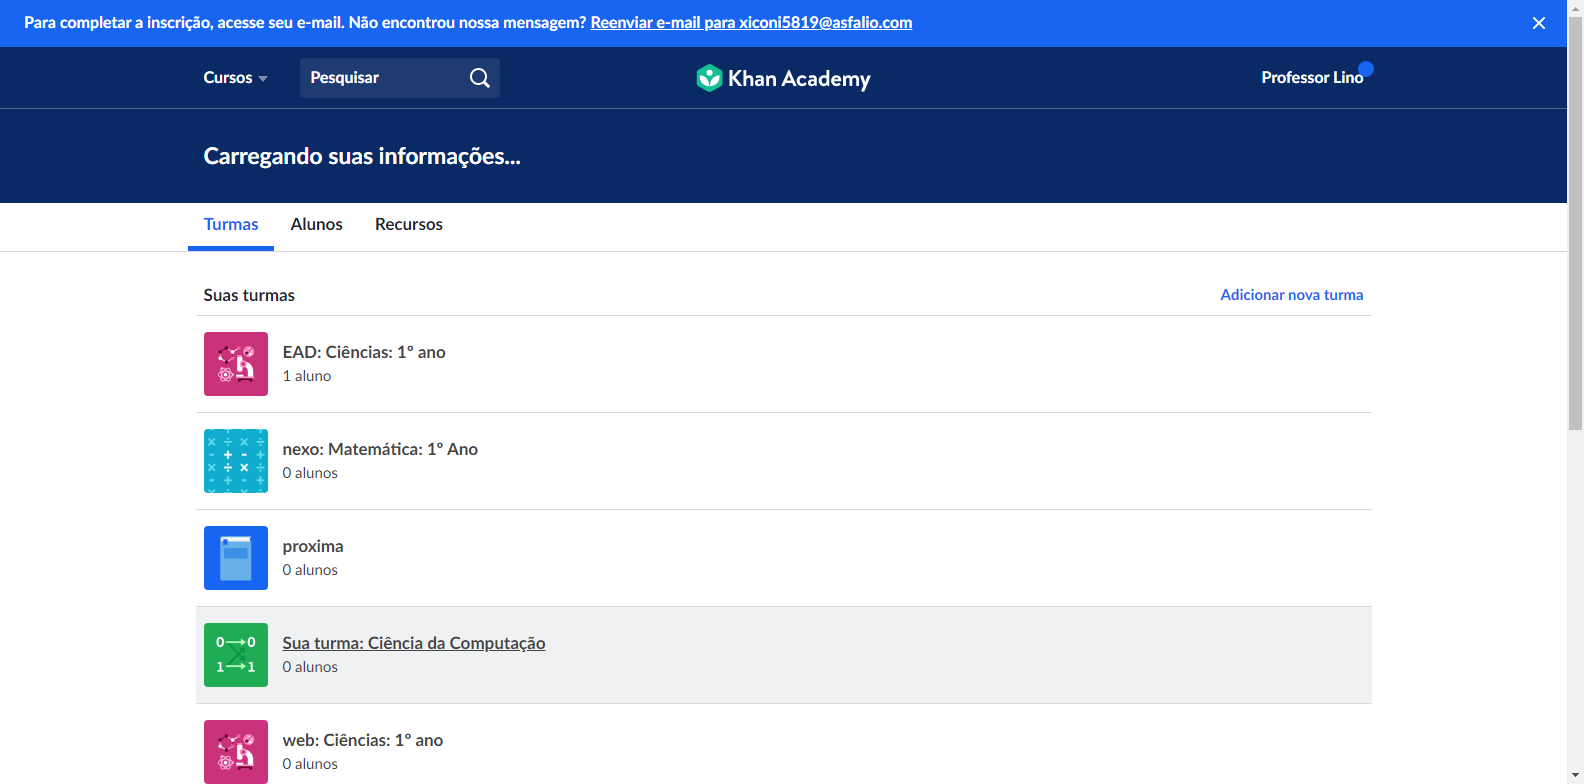 Para completar a inscrição, acesse seu e-mail. Não encontrou nossa mensagem? Reenviar e-mail para xiconi5819@asfalio.com
Cursos
Pesquisar
Khan Academy
Professor Lino
Carregando suas informações...
Turmas
Alunos
Recursos
Suas turmas
Adicionar nova turma
EAD: Ciências: 1º ano
1 aluno
nexo: Matemática: 1º Ano
0 alunos
proxima
0 alunos
0 0
1 1
Sua turma: Ciência da Computação
0 alunos
web: Ciências: 1º ano
0 alunos